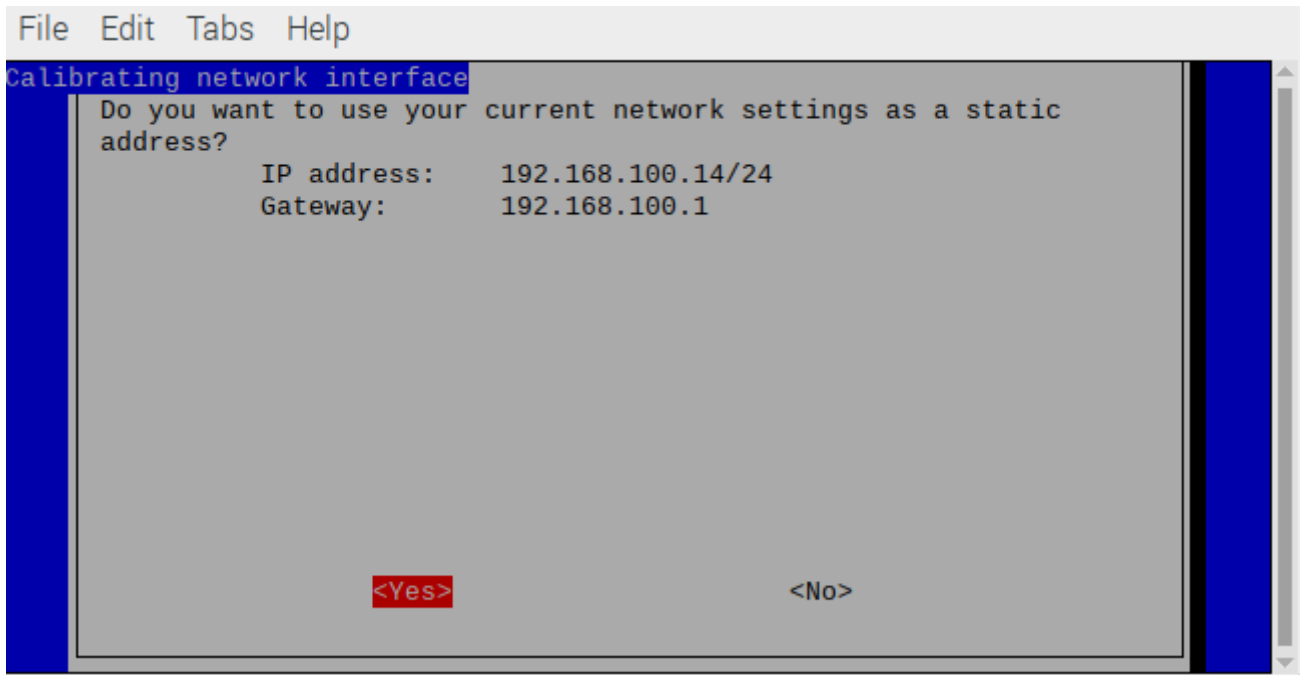 File Edit Tabs Help
Calibrating network interface
Do you want to use your current network settings as a static
address?
IP address: 192.168.100.14/24
Gateway: 192.168.100.1
<Yes> <No>